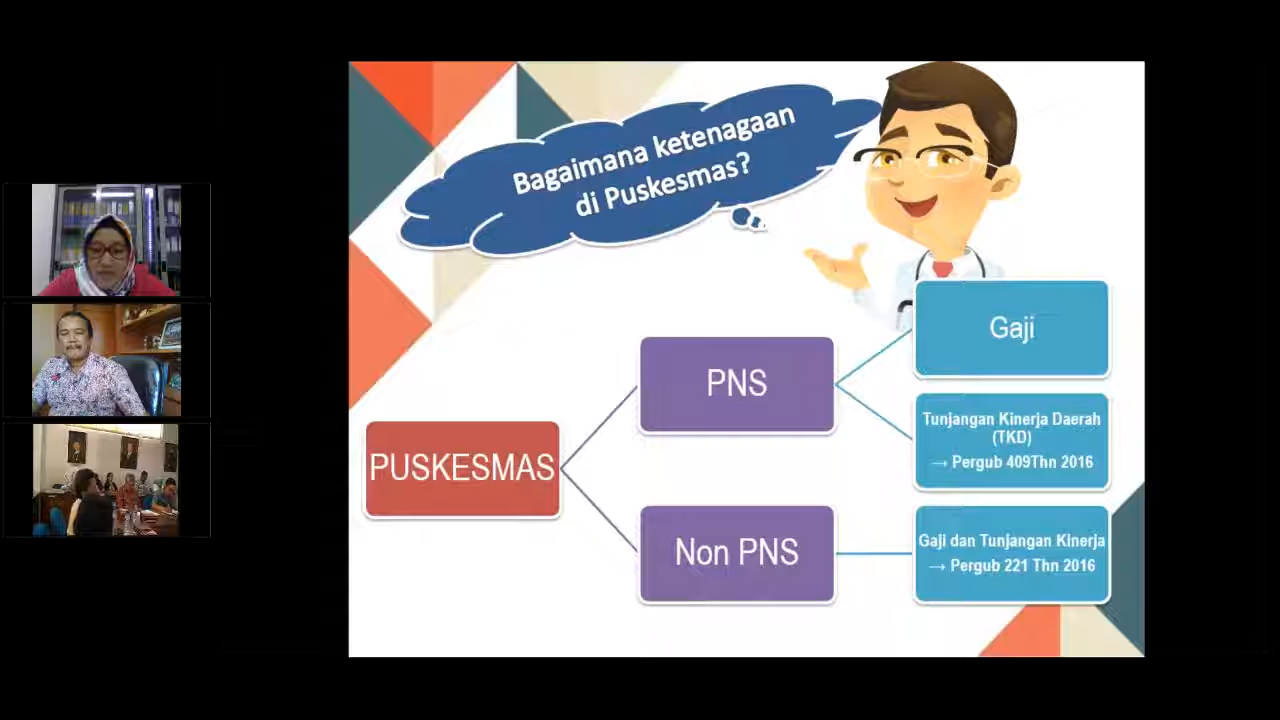 Bagaimana ketenagaan
di Puskesmas?
PUSKESMAS
PNS
Non PNS
Gaji
Tunjangan Kinerja Daerah
(TKD)
→ Pergub 409Thn 2016
Gaji dan Tunjangan Kinerja
→ Pergub 221 Thn 2016